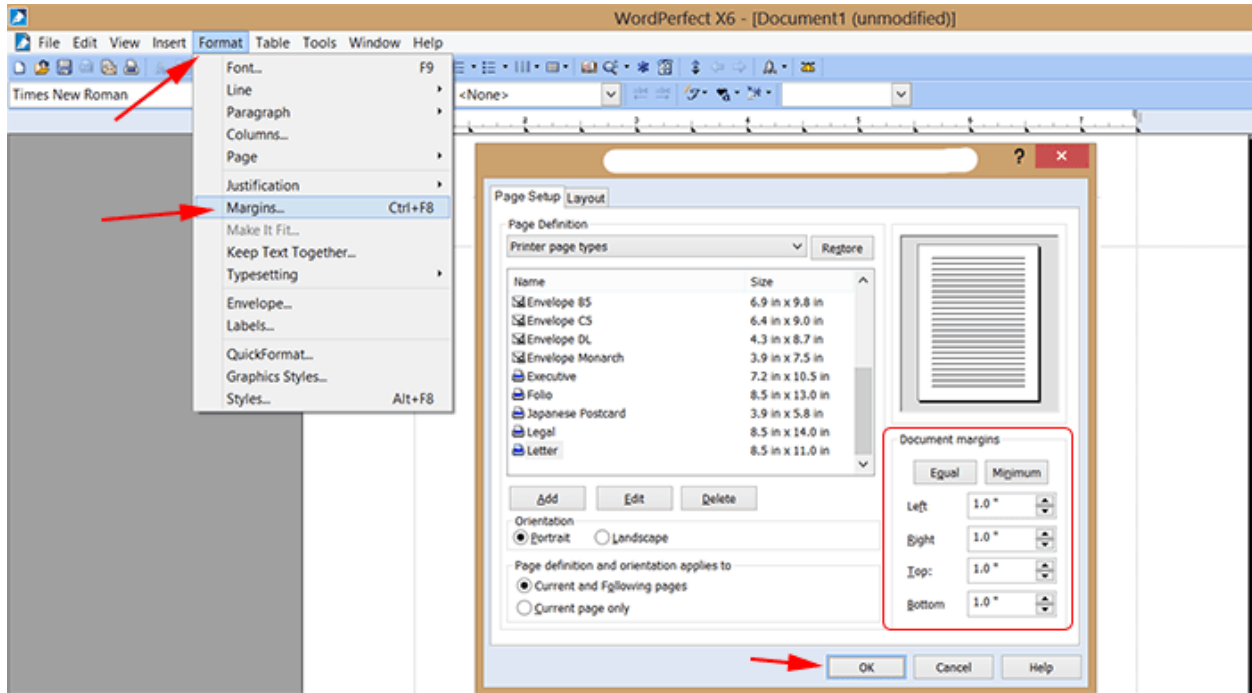 WordPerfect X6 - [Document1 (unmodified)]
File Edit View Insert Format Table Tools Window Help
Times New Roman
<None>
Font... F9
Line
Paragraph
Columns...
Page
Justification
Margins... Ctrl+F8
Make It Fit...
Keep Text Together...
Typesetting
Envelope...
Labels...
QuickFormat...
Graphics Styles...
Styles... Alt+F8
?
Page Setup Layout
Page Definition
Printer page types Restore
Name Size
Envelope B5 6.9 in x 9.8 in
Envelope C5 6.4 in x 9.0 in
Envelope DL 4.3 in x 8.7 in
Envelope Monarch 3.9 in x 7.5 in
Executive 7.2 in x 10.5 in
Folio 8.5 in x 13.0 in
Japanese Postcard 3.9 in x 5.8 in
Legal 8.5 in x 14.0 in
Letter 8.5 in x 11.0 in
Add Edit Delete
Orientation
Portrait Landscape
Page definition and orientation applies to
Current and Following pages
Current page only
Document margins
Equal Minimum
Left 1.0 "
Right 1.0 "
Top: 1.0 "
Bottom 1.0 "
OK Cancel Help